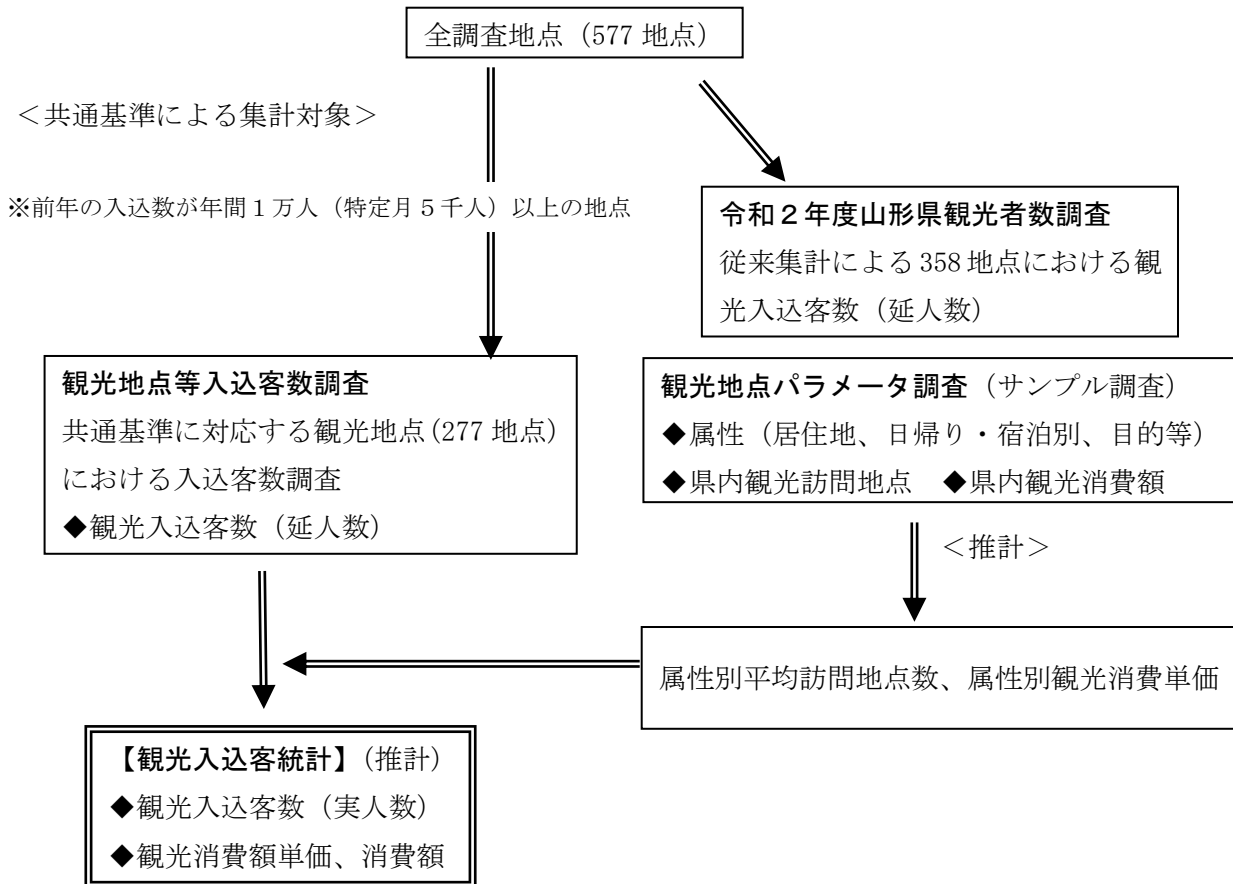 全調査地点（577 地点）
＜共通基準による集計対象＞
※前年の入込数が年間１万人（特定月５千人）以上の地点
令和２年度山形県観光者数調査
従来集計による 358 地点における観
光入込客数（延人数）
観光地点等入込客数調査
共通基準に対応する観光地点(277 地点)
における入込客数調査
◆観光入込客数（延人数）
観光地点パラメータ調査（サンプル調査）
◆属性（居住地、日帰り・宿泊別、目的等）
◆県内観光訪問地点　◆県内観光消費額
＜推計＞
属性別平均訪問地点数、属性別観光消費単価
【観光入込客統計】（推計）
◆観光入込客数（実人数）
◆観光消費額単価、消費額